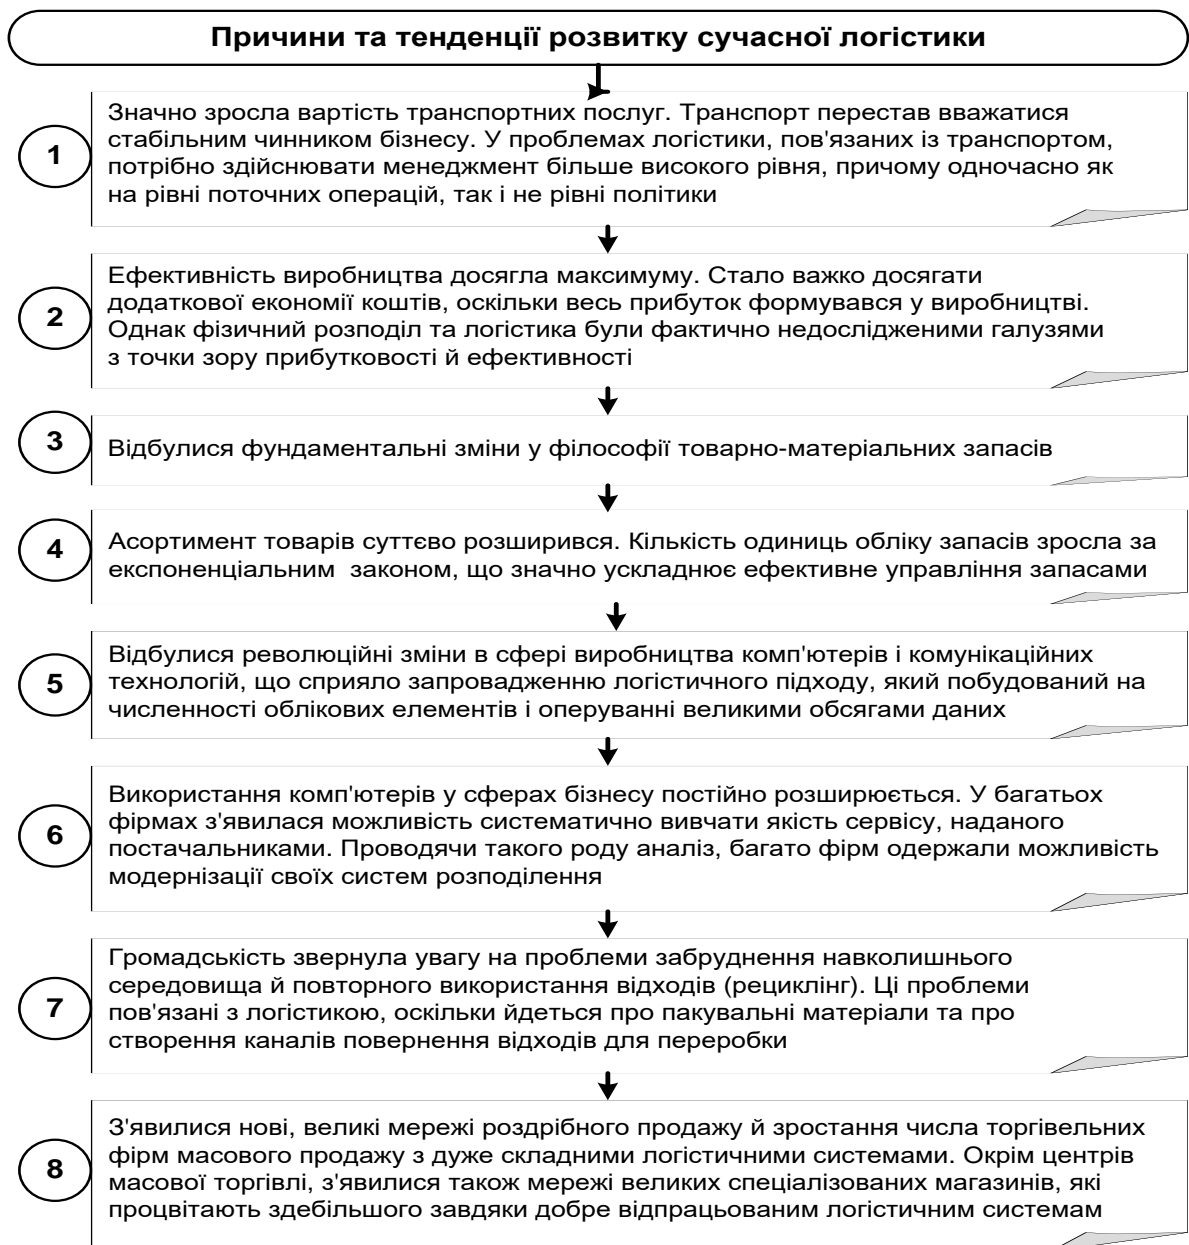 Причини та тенденції розвитку сучасної логістики
1
Значно зросла вартість транспортних послуг. Транспорт перестав вважатися
стабільним чинником бізнесу. У проблемах логістики, пов'язаних із транспортом,
потрібно здійснювати менеджмент більше високого рівня, причому одночасно як
на рівні поточних операцій, так і не рівні політики
2
Ефективність виробництва досягла максимуму. Стало важко досягати
додаткової економії коштів, оскільки весь прибуток формувався у виробництві.
Однак фізичний розподіл та логістика були фактично недослідженими галузями
з точки зору прибутковості й ефективності
3
Відбулися фундаментальні зміни у філософії товарно-матеріальних запасів
4
Асортимент товарів суттєво розширився. Кількість одиниць обліку запасів зросла за
експоненціальним законом, що значно ускладнює ефективне управління запасами
5
Відбулися революційні зміни в сфері виробництва комп'ютерів і комунікаційних
технологій, що сприяло запровадженню логістичного підходу, який побудований на
численності облікових елементів і оперуванні великими обсягами даних
6
Використання комп'ютерів у сферах бізнесу постійно розширюється. У багатьох
фірмах з'явилася можливість систематично вивчати якість сервісу, наданого
постачальниками. Проводячи такого роду аналіз, багато фірм одержали можливість
модернізації своїх систем розподілення
7
Громадськість звернула увагу на проблеми забруднення навколишнього
середовища й повторного використання відходів (рециклінг). Ці проблеми
пов'язані з логістикою, оскільки йдеться про пакувальні матеріали та про
створення каналів повернення відходів для переробки
8
З'явилися нові, великі мережі роздрібного продажу й зростання числа торгівельних
фірм масового продажу з дуже складними логістичними системами. Окрім центрів
масової торгівлі, з'явилися також мережі великих спеціалізованих магазинів, які
процвітають здебільшого завдяки добре відпрацьованим логістичним системам